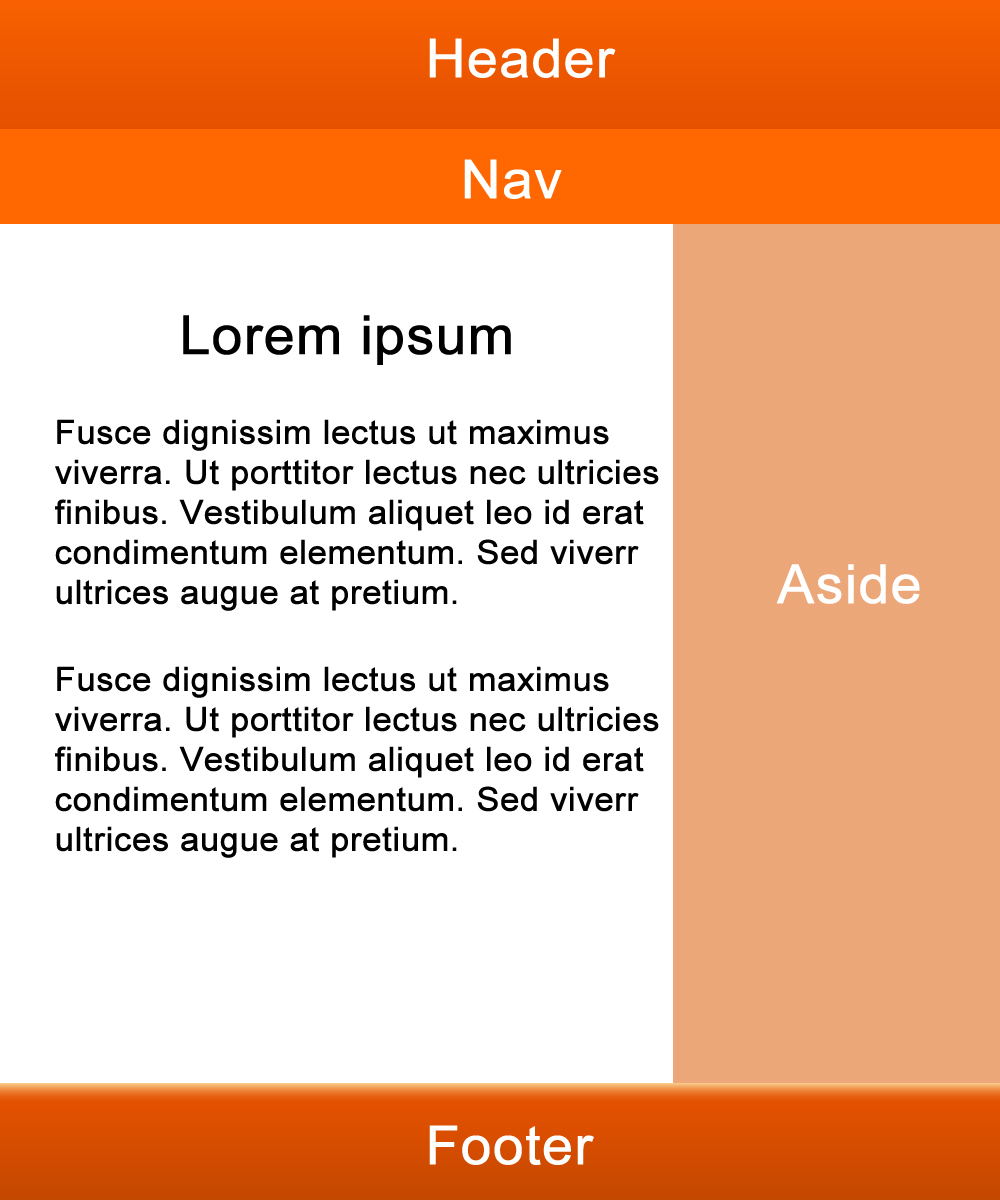 Header
Nav
Lorem ipsum
Fusce dignissim lectus ut maximus
viverra. Ut porttitor lectus nec ultricies
finibus. Vestibulum aliquet leo id erat
condimentum elementum. Sed viverr
ultrices augue at pretium.
Fusce dignissim lectus ut maximus
viverra. Ut porttitor lectus nec ultricies
finibus. Vestibulum aliquet leo id erat
condimentum elementum. Sed viverr
ultrices augue at pretium.
Aside
Footer